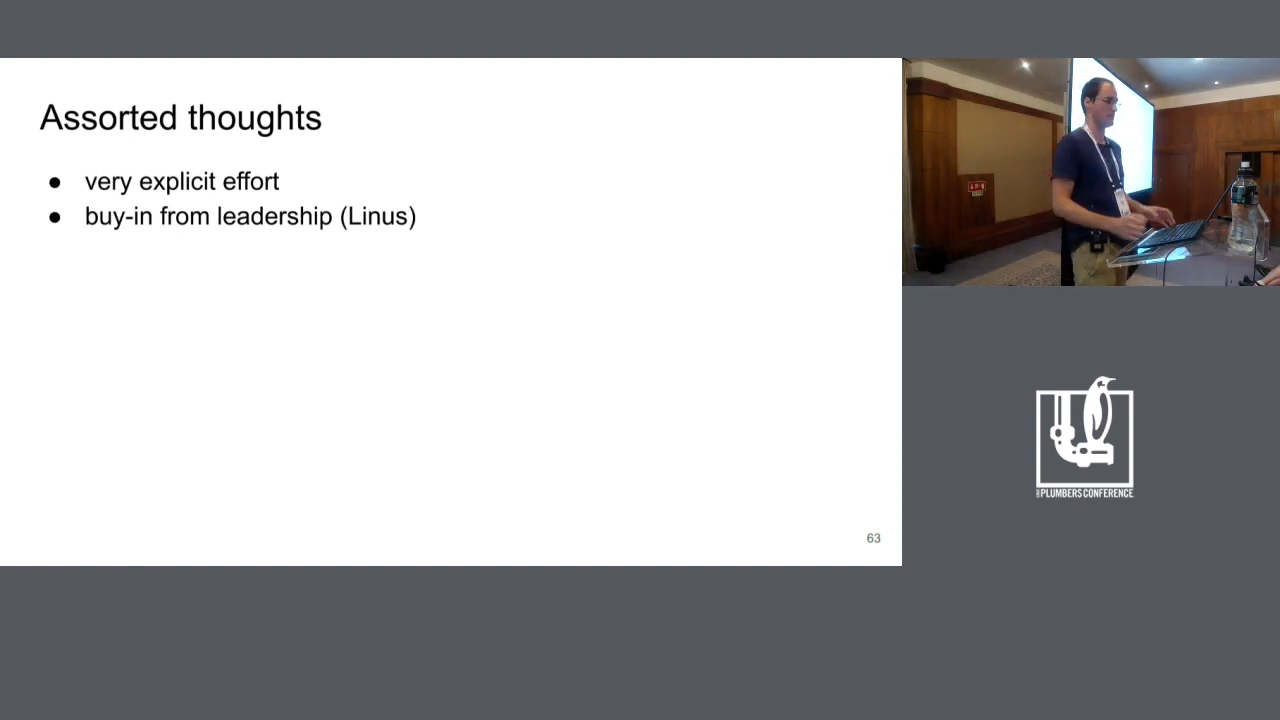 Assorted thoughts
● very explicit effort
● buy-in from leadership (Linus)
63
PLUMBERS CONFERENCE